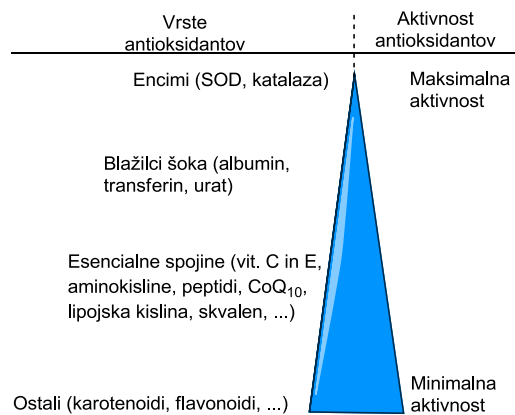 Vrste
antioksidantov
Aktivnost
antioksidantov
Encimi (SOD, katalaza)
Maksimalna
aktivnost
Blažilci šoka (albumin,
transferin, urat)
Esencialne spojine (vit. C in E,
aminokisline, peptidi, CoQ₁₀,
lipojska kislina, skvalen, ...)
Ostali (karotenoidi, flavonoidi, ...)
Minimalna
aktivnost